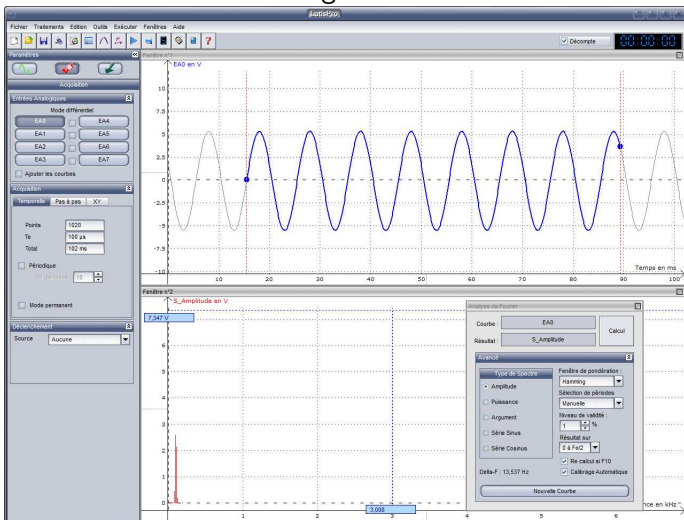 LatisPro
Fichier Traitements Edition Outils Exécuter Fenêtres Aide
Décompte
00:00:00
Paramètres
Acquisition
Entrées Analogiques
Mode différentiel
EA0 EA4
EA1 EA5
EA2 EA6
EA3 EA7
Ajouter les courbes
Acquisition
Temporelle Pas à pas XY
Points 1020
Te 100 µs
Total 102 ms
Périodique
10
Mode permanent
Déclenchement
Source Aucune
Fenêtre n°1
EA0 en V
10
7.5
5
2.5
0
-2.5
-5
-7.5
-10
Temps en ms
10 20 30 40 50 60 70 80 90 100
Fenêtre n°2
S_Amplitude en V
7,347 V
6
5
4
3
2
1
0
3,008
1 2 3 4 5 6
Analyse de Fourier
Courbe : EA0
Calcul
Résultat : S_Amplitude
Avancé
Type de Spectre
Amplitude
Puissance
Argument
Série Sinus
Série Cosinus
Fenêtre de pondération :
Hamming
Sélection de périodes
Manuelle
Niveau de validité :
1 %
Résultat sur
0 à Fe/2
Re calcul si F10
Delta-F : 13,537 Hz
Calibrage Automatique
Nouvelle Courbe
nce en kHz